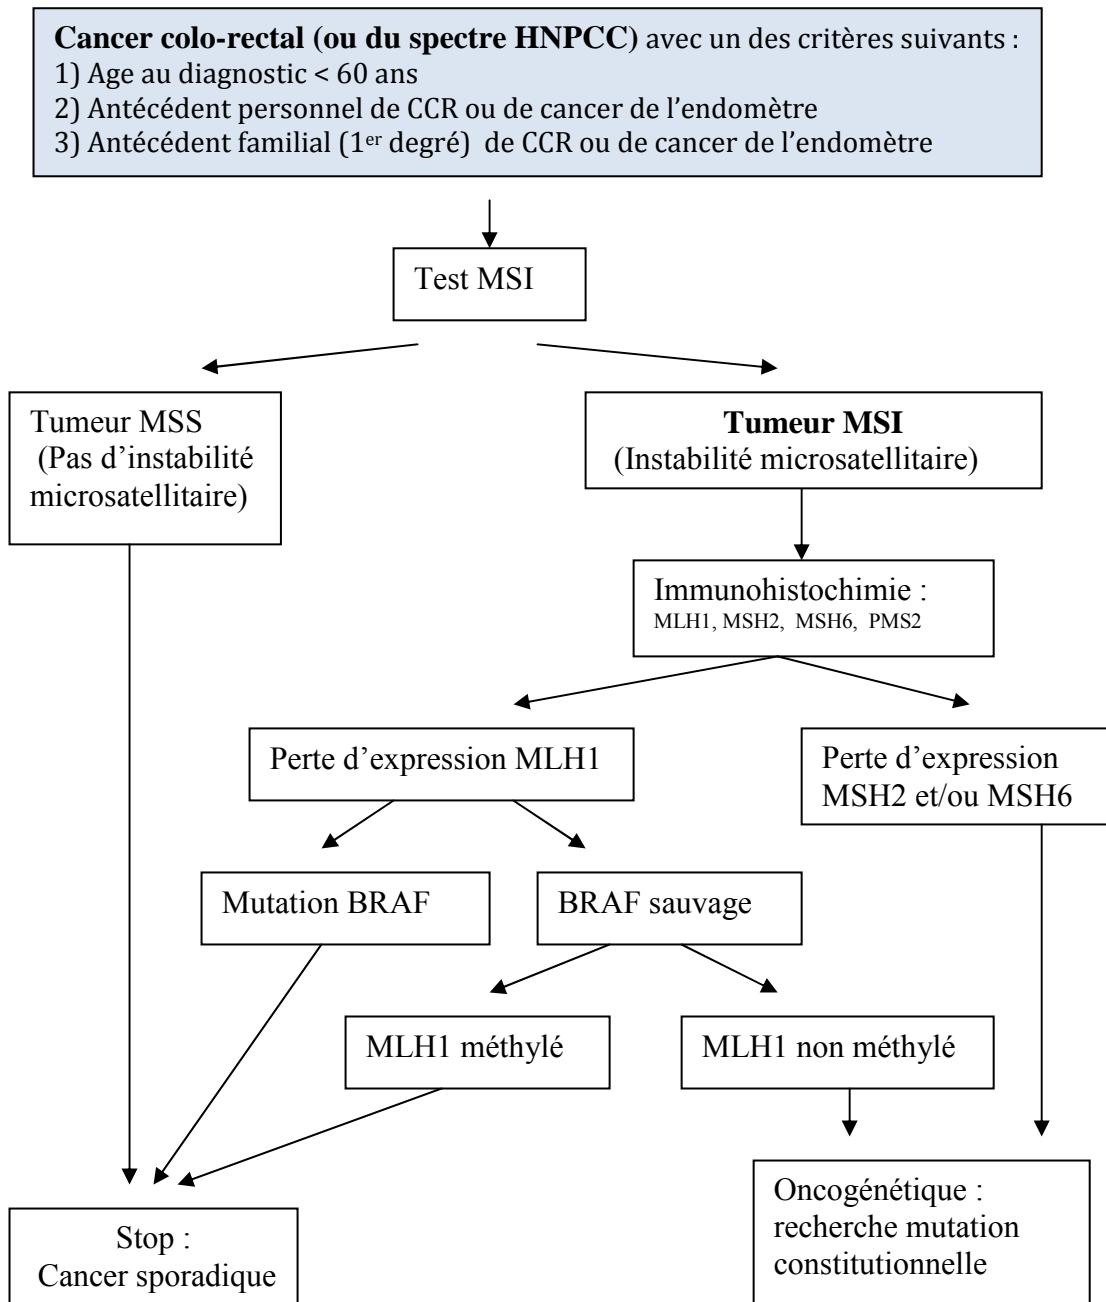 Cancer colo-rectal (ou du spectre HNPCC) avec un des critères suivants :
1) Age au diagnostic < 60 ans
2) Antécédent personnel de CCR ou de cancer de l’endomètre
3) Antécédent familial (1er degré) de CCR ou de cancer de l’endomètre
Test MSI
Tumeur MSS
(Pas d’instabilité
microsatellitaire)
Tumeur MSI
(Instabilité microsatellitaire)
Immunohistochimie :
MLH1, MSH2, MSH6, PMS2
Perte d’expression MLH1
Perte d’expression
MSH2 et/ou MSH6
Mutation BRAF
BRAF sauvage
MLH1 méthylé
MLH1 non méthylé
Stop :
Cancer sporadique
Oncogénétique :
recherche mutation
constitutionnelle